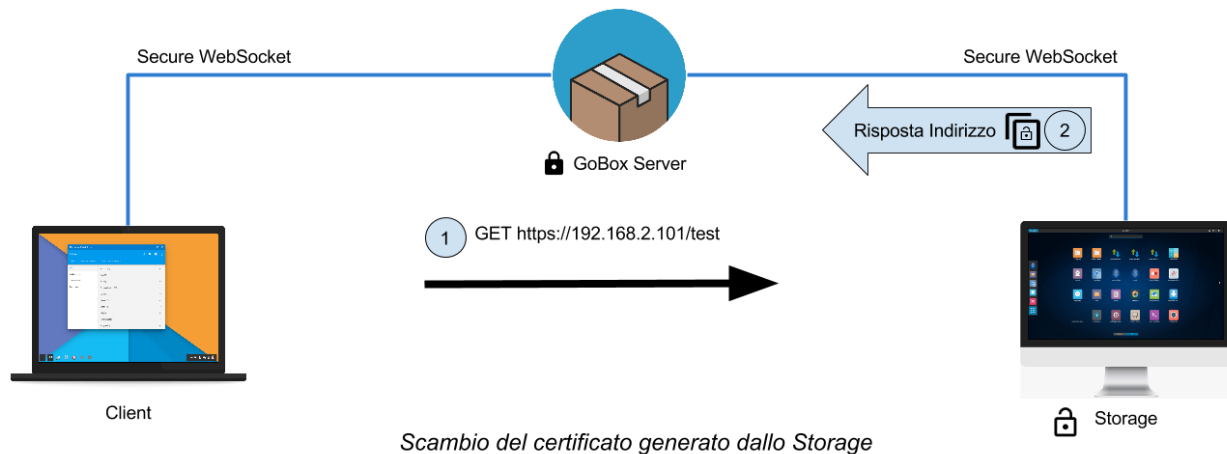 Secure WebSocket
Secure WebSocket
Risposta Indirizzo 2
GoBox Server
1 GET https://192.168.2.101/test
Client
Storage
Scambio del certificato generato dallo Storage